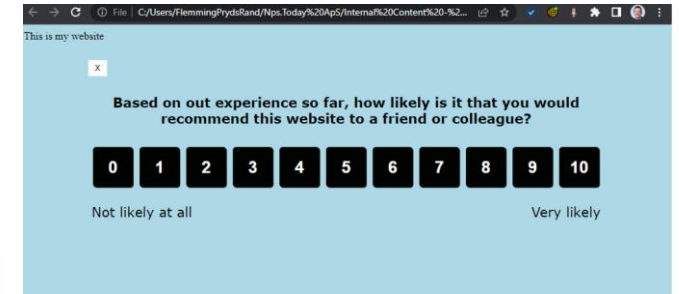 File | C:/Users/FlemmingPrydsRand/Nps.Today%20ApS/Internal%20Content%20-%2...
This is my website
X
Based on out experience so far, how likely is it that you would
recommend this website to a friend or colleague?
0 1 2 3 4 5 6 7 8 9 10
Not likely at all Very likely